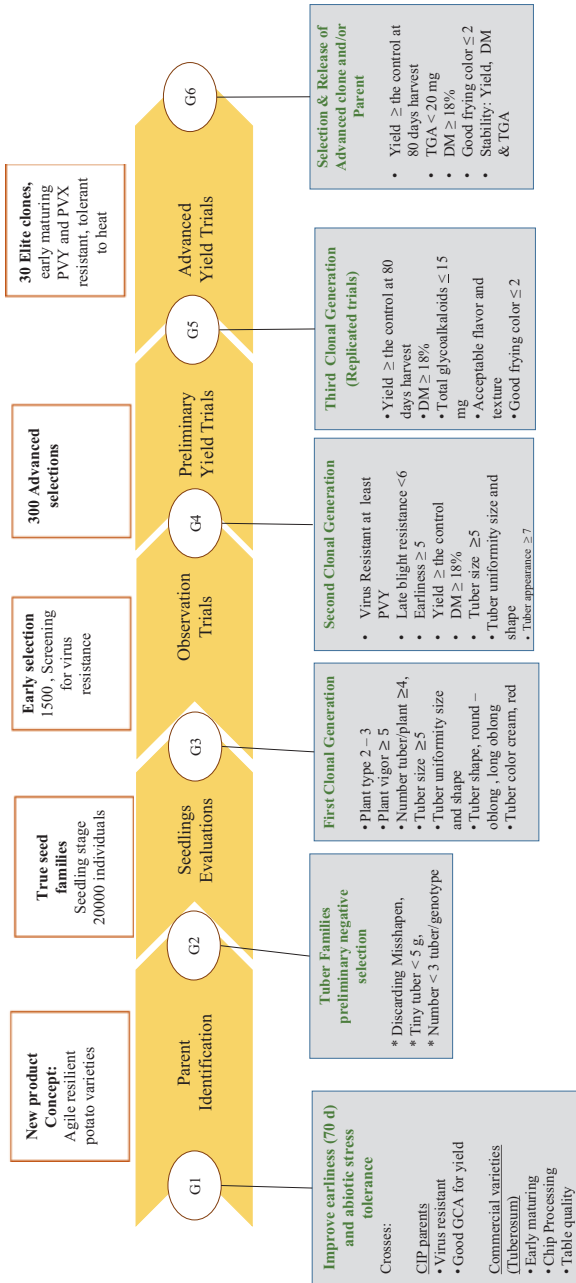 New product
Concept:
Agile resilient
potato varieties
True seed
families
Seedling stage
20000 individuals
Early selection
1500 , Screening
for virus
resistance
300 Advanced
selections
30 Elite clones,
early maturing
PVY and PVX
resistant, tolerant
to heat
G1
Parent
Identification
G2
Seedlings
Evaluations
G3
Observation
Trials
G4
Preliminary
Yield Trials
G5
Advanced
Yield Trials
G6
Improve earliness (70 d)
and abiotic stress
tolerance
Crosses:
CIP parents
• Virus resistant
• Good GCA for yield
Commercial varieties
(Tuberosum)
• Early maturing
• Chip Processing
• Table quality
Tuber Families
preliminary negative
selection
* Discarding Misshapen,
* Tiny tuber < 5 g,
* Number < 3 tuber/genotype
First Clonal Generation
• Plant type 2 – 3
• Plant vigor ≥ 5
• Number tuber/plant ≥4,
• Tuber size ≥5
• Tuber uniformity size
and shape
• Tuber shape, round –
oblong , long oblong
• Tuber color cream, red
Second Clonal Generation
• Virus Resistant at least
PVY
• Late blight resistance <6
• Earliness ≥ 5
• Yield ≥ the control
• DM ≥ 18%
• Tuber size ≥5
• Tuber uniformity size and
shape
• Tuber appearance ≥ 7
Third Clonal Generation
(Replicated trials)
• Yield ≥ the control at 80
days harvest
• DM ≥ 18%
• Total glycoalkaloids ≤ 15
mg
• Acceptable flavor and
texture
• Good frying color ≤ 2
Selection & Release of
Advanced clone and/or
Parent
• Yield ≥ the control at
80 days harvest
• TGA < 20 mg
• DM ≥ 18%
• Good frying color ≤ 2
• Stability: Yield, DM
& TGA